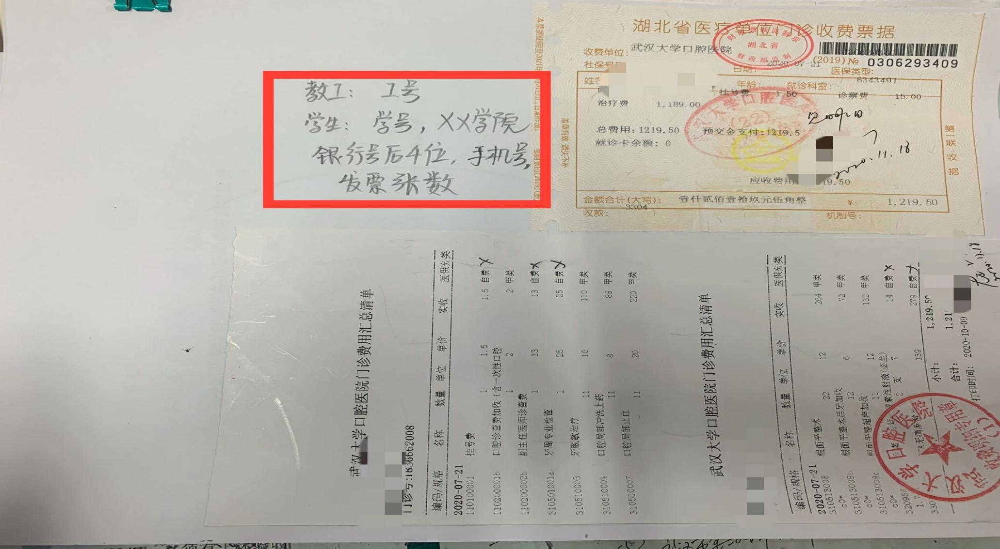 教工： 工号
学生： 学号，XX学院
银行号后4位，手机号，
发票张数
湖北省医疗单位门诊收费票据
财政部监制
湖北省
收费单位: 武汉大学口腔医院
(2019) № 0306293409
社保号
日期: 2020-07-21
医保类型:
6343491
年龄: 就诊科室:
挂号费 1.50 诊察费 15.00
治疗费 1,189.00
总费用:1219.50 预交金支付:1219.5
就诊卡余额: 0
(22)
2020.11.18
应收费用 19.50
金额合计(大写): 壹仟贰佰壹拾玖元伍角整 ¥: 1,219.50
3304
收款: 机制号:
第一联 收据
武汉大学口腔医院门诊费用汇总清单
门诊号:1836662008
编码/规格 名称 数量 单位 单价 实收 医保分类
2020-07-21
110100001 挂号费 1 1.5 1.5 自费 X
110200001b 口腔诊查费加收(含一次性口腔 1 2 2 甲类
110200002b 副主任医师诊查费 1 13 13 自费 X
310501001a 牙周专业检查 1 25 25 自费 X
310510003 牙脱敏治疗 11 10 110 甲类
310510004 口腔局部冲洗上药 11 8 88 甲类
310510007 口腔局部止血 11 20 220 甲类
武汉大学口腔医院门诊费用汇总清单
编码/规格 名称 数量 单位 单价 实收 医保分类
2020-07-21
310513008 根面平整术 22 12 264 甲类
c0*
310513008b 根面平整术后牙加收 12 6 72 甲类
c0*
310513008c 根面平整超声加收 11 12 132 甲类
c0*
32095 素注射液(必兰) 2 支 7 14 自费 X
1.7
330 139 278 自费 X
小计: 1,219.50
合计: 1,21
打印时间: 2020-10-09
武汉大学口腔医院